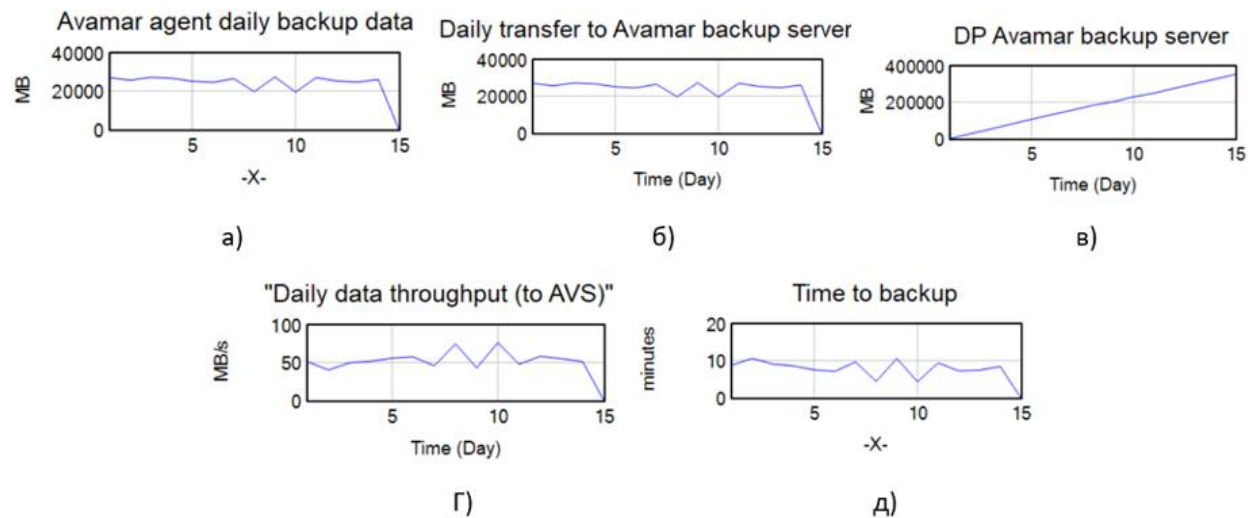 Avamar agent daily backup data
40000
20000
0
MB
5
10
15
-X-
а)
Daily transfer to Avamar backup server
40000
20000
0
MB
5
10
15
Time (Day)
б)
DP Avamar backup server
400000
200000
0
MB
5
10
15
Time (Day)
в)
"Daily data throughput (to AVS)"
100
50
0
MB/s
5
10
15
Time (Day)
Г)
Time to backup
20
10
0
minutes
5
10
15
-X-
д)